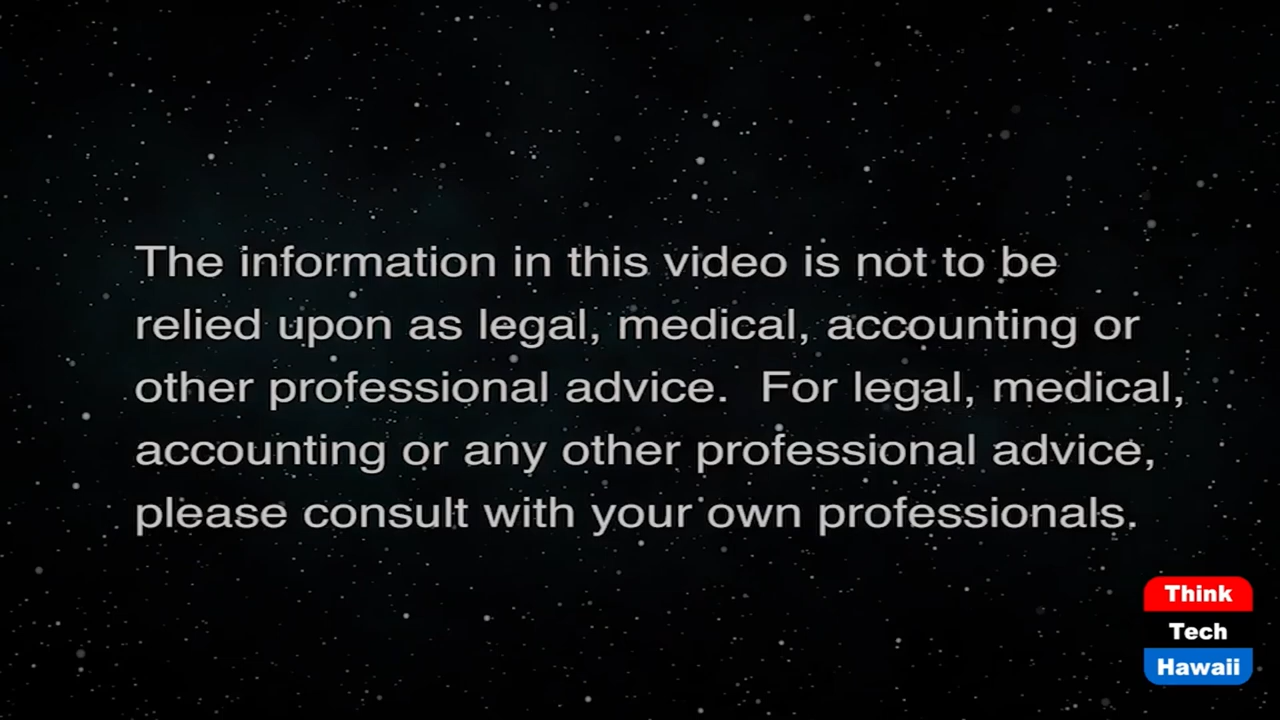 The information in this video is not to be
relied upon as legal, medical, accounting or
other professional advice.  For legal, medical,
accounting or any other professional advice,
please consult with your own professionals.
Think
Tech
Hawaii